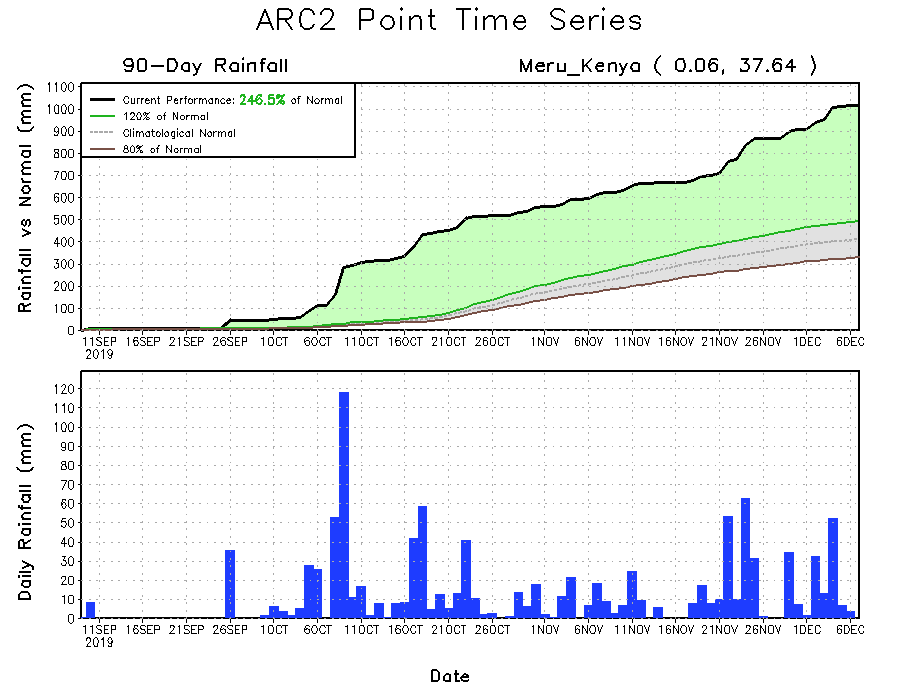 ARC2 Point Time Series
90-Day Rainfall
Meru_Kenya ( 0.06, 37.64 )
Rainfall vs Normal (mm)
1100
1000
900
800
700
600
500
400
300
200
100
0
Current Performance: 246.5% of Normal
120% of Normal
Climatological Normal
80% of Normal
11SEP 16SEP 21SEP 26SEP 1OCT 6OCT 11OCT 16OCT 21OCT 26OCT 1NOV 6NOV 11NOV 16NOV 21NOV 26NOV 1DEC 6DEC
2019
Daily Rainfall (mm)
120
110
100
90
80
70
60
50
40
30
20
10
0
11SEP 16SEP 21SEP 26SEP 1OCT 6OCT 11OCT 16OCT 21OCT 26OCT 1NOV 6NOV 11NOV 16NOV 21NOV 26NOV 1DEC 6DEC
2019
Date